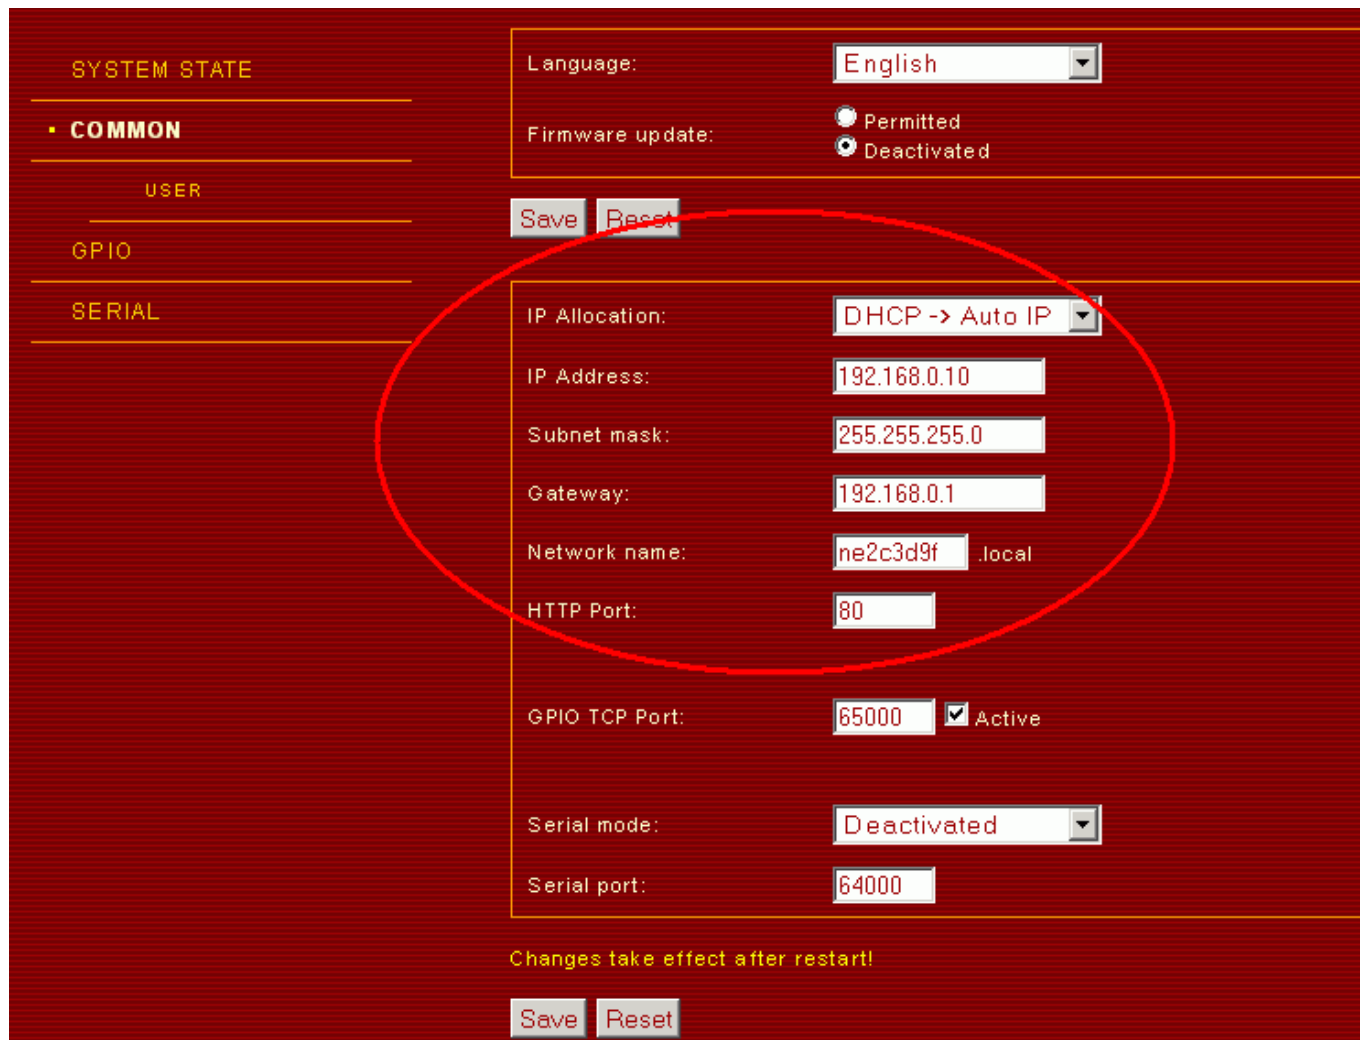 SYSTEM STATE
COMMON
USER
GPIO
SERIAL
Language: English
Firmware update: Permitted
Deactivated
Save Reset
IP Allocation: DHCP -> Auto IP
IP Address: 192.168.0.10
Subnet mask: 255.255.255.0
Gateway: 192.168.0.1
Network name: ne2c3d9f .local
HTTP Port: 80
GPIO TCP Port: 65000 Active
Serial mode: Deactivated
Serial port: 64000
Changes take effect after restart!
Save Reset